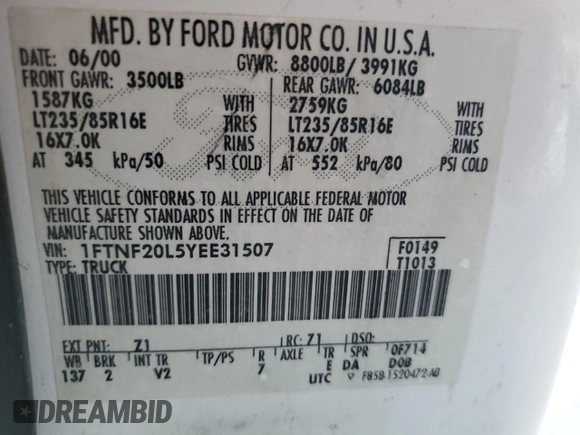 MFD. BY FORD MOTOR CO. IN U.S.A.
DATE: 06/00 GVWR: 8800LB/ 3991KG
FRONT GAWR: 3500LB REAR GAWR: 6084LB
1587KG WITH 2759KG WITH
LT235/85R16E TIRES LT235/85R16E TIRES
16X7.0K RIMS 16X7.0K RIMS
AT 345 kPa/50 PSI COLD AT 552 kPa/80 PSI COLD
THIS VEHICLE CONFORMS TO ALL APPLICABLE FEDERAL MOTOR
VEHICLE SAFETY STANDARDS IN EFFECT ON THE DATE OF
MANUFACTURE SHOWN ABOVE.
VIN: 1FTNF20L5YEE31507 F0149
TYPE: TRUCK T1013
EXT PNT: Z1 RC: 71 DSO:
WB BRK INT TR TP/PS R AXLE TR SPR 0F714
137 2 V2 7 E DA DOB
UTC ▽ F85B-1520472-AB
DREAMBID